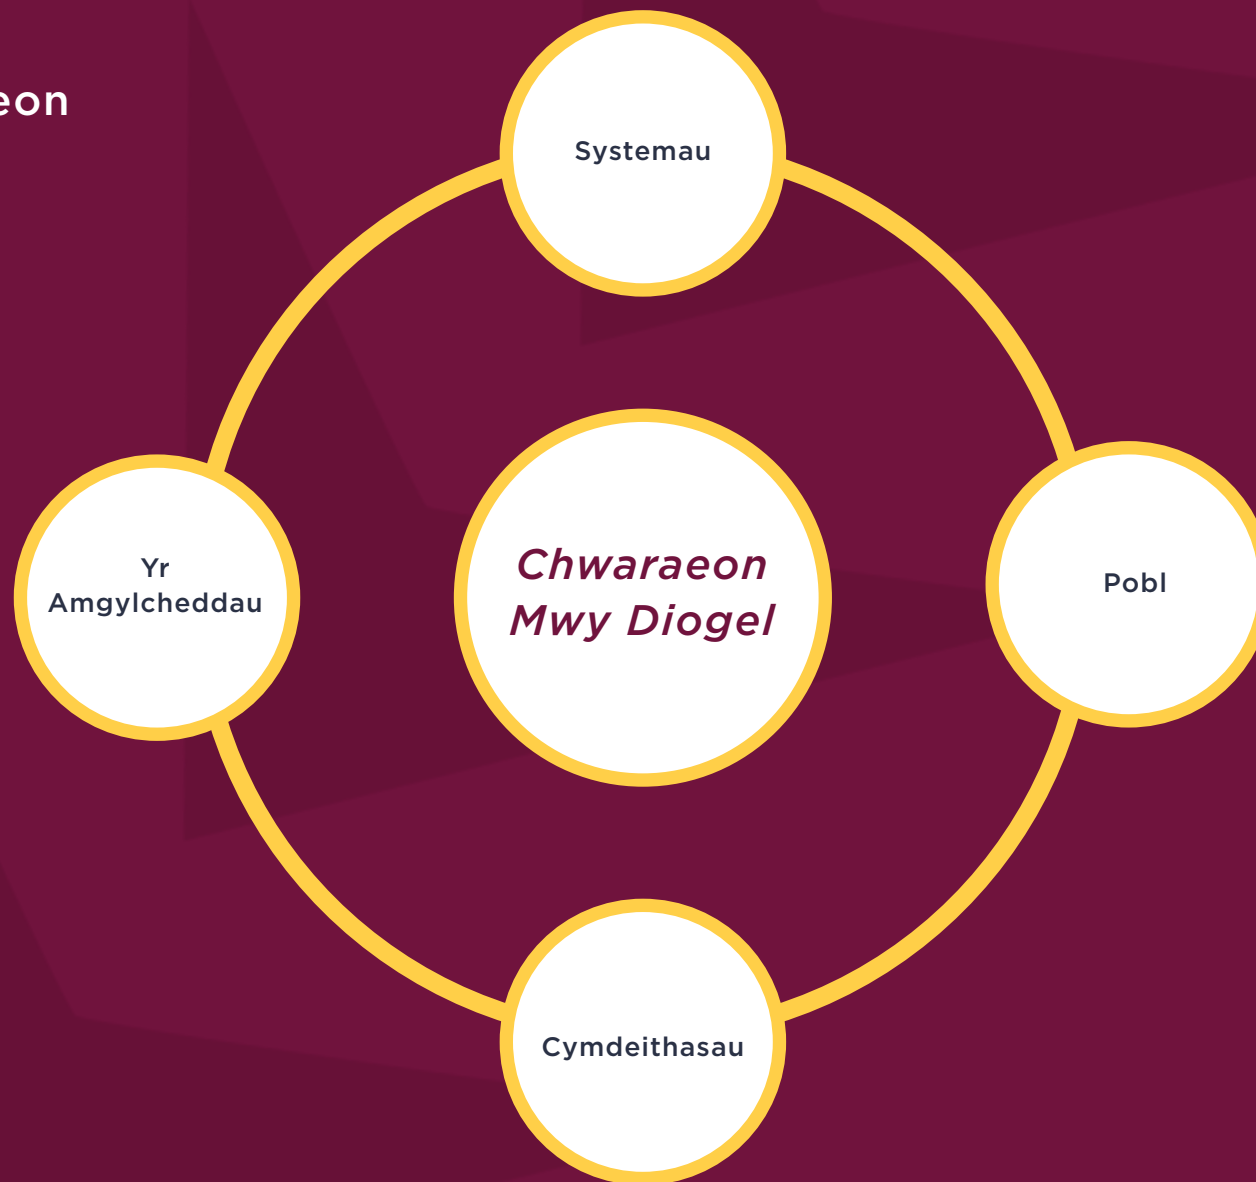 eon
Systemau
Yr
Amgylcheddau
Chwaraeon
Mwy Diogel
Pobl
Cymdeithasau